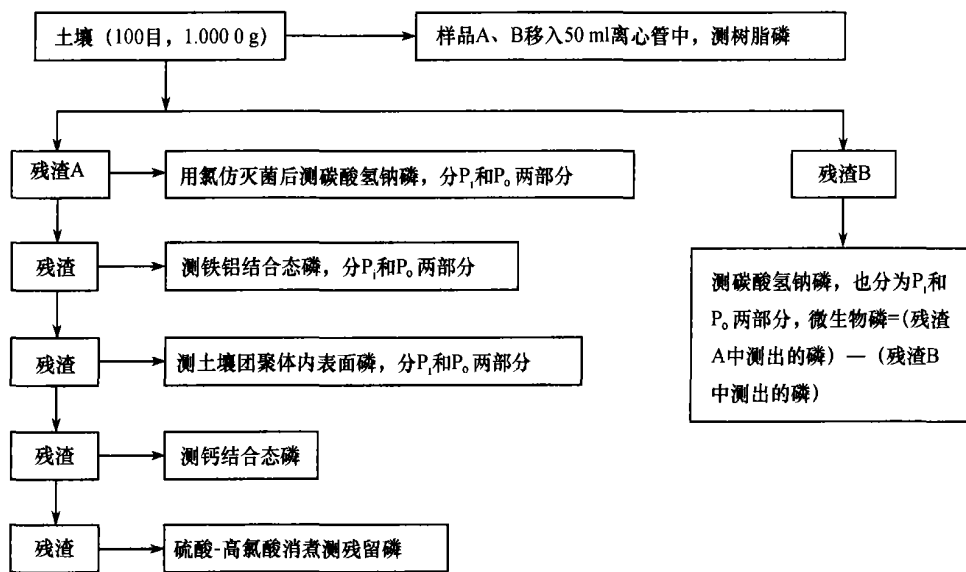 土壤（100目，1.000 0 g）
样品A、B移入50 ml离心管中，测树脂磷
残渣A
用氯仿灭菌后测碳酸氢钠磷，分Pi和Po两部分
残渣B
残渣
测铁铝结合态磷，分Pi和Po两部分
测碳酸氢钠磷，也分为Pi和
Po两部分，微生物磷=(残渣
A中测出的磷）—（残渣B
中测出的磷）
残渣
测土壤团聚体内表面磷，分Pi和Po两部分
残渣
测钙结合态磷
残渣
硫酸-高氯酸消煮测残留磷